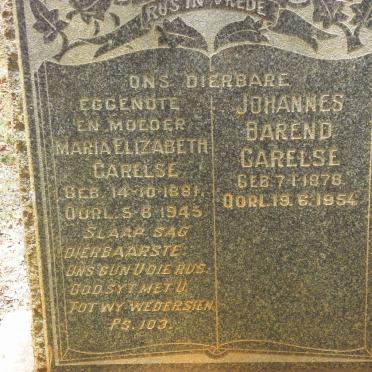 RUS IN VREDE
ONS DIERBARE
EGGENOTE
EN MOEDER
MARIA ELIZABETH
CARELSE
GEB. 14-10-1881.
OORL. 5-6-1945
SLAAP SAG
DIERBAARSTE
ONS GUN U DIE RUS.
GOD SYT MET U
TOT WY WEDERSIEN
PS. 103.
JOHANNES
BAREND
CARELSE
GEB. 7.1.1878
OORL. 19.6.1954